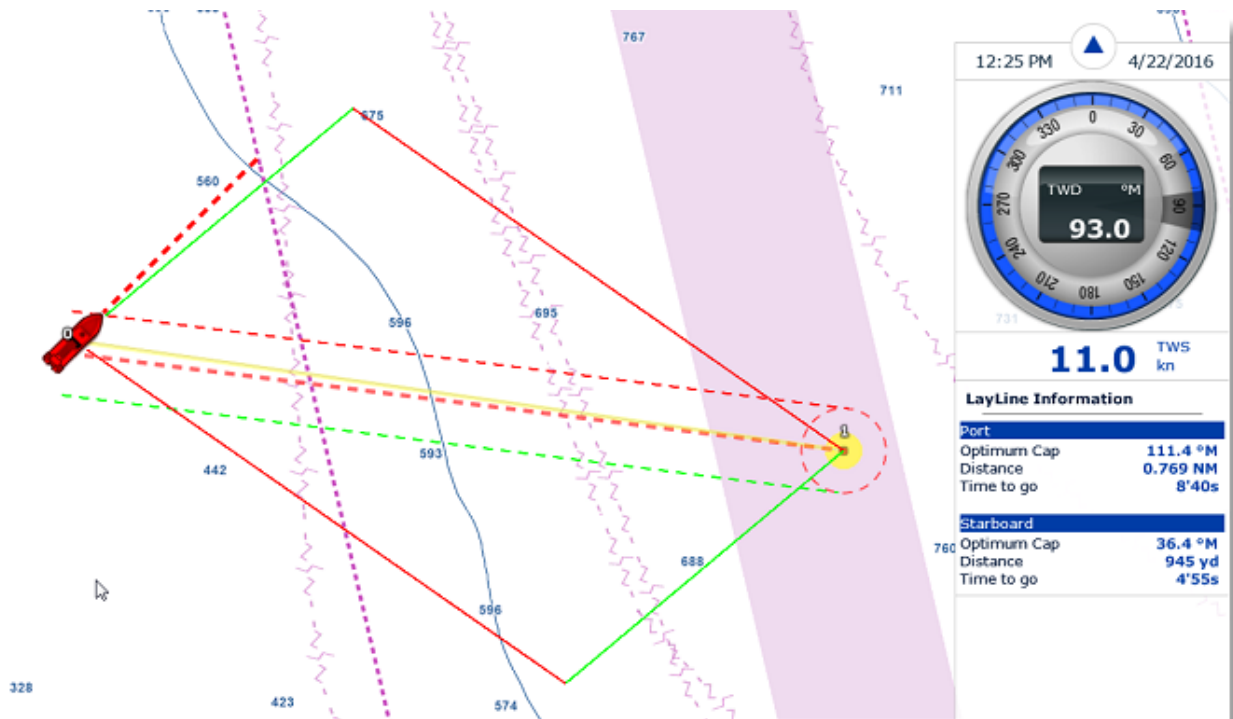 767
711
675
560
596
695
731
442
593
688
760
596
328
423
574
0
1
12:25 PM 4/22/2016
0
30
60
90
120
150
180
210
240
270
300
330
TWD °M
93.0
11.0 TWS
kn
LayLine Information
Port
Optimum Cap 111.4 °M
Distance 0.769 NM
Time to go 8'40s
Starboard
Optimum Cap 36.4 °M
Distance 945 yd
Time to go 4'55s